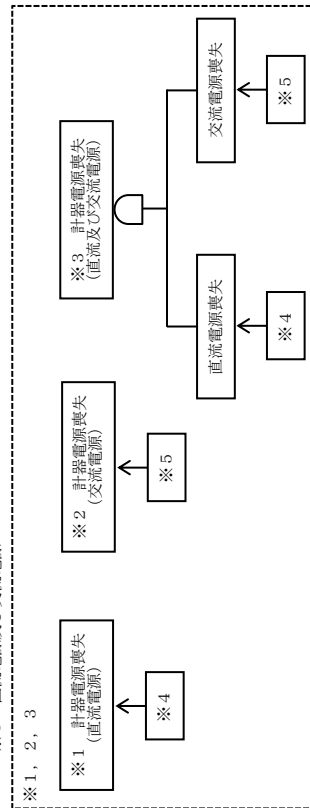 ※1,2,3
※1 計器電源喪失
(直流電源)
※4
※2 計器電源喪失
(交流電源)
※5
※3 計器電源喪失
(直流及び交流電源)
直流電源喪失
※4
交流電源喪失
※5